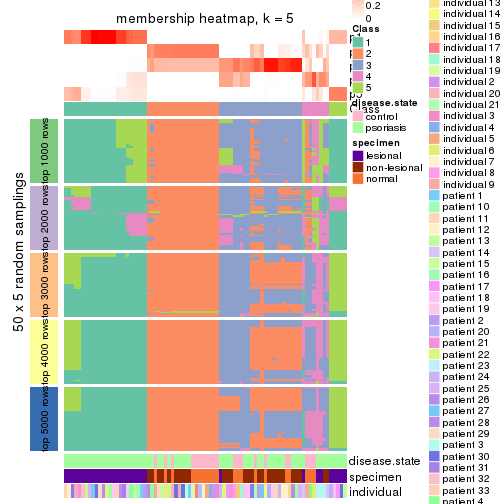 membership heatmap, k = 5
0.2
0
Class
1
2
3
4
5
Class
disease.state
control
psoriasis
specimen
lesional
non-lesional
normal
50 x 5 random samplings
top 1000 rows
top 2000 rows
top 3000 rows
top 4000 rows
top 5000 rows
disease.state
specimen
individual
individual 13
individual 14
individual 15
individual 16
individual 17
individual 18
individual 19
individual 2
individual 20
individual 21
individual 3
individual 4
individual 5
individual 6
individual 7
individual 8
individual 9
patient 1
patient 10
patient 11
patient 12
patient 13
patient 14
patient 15
patient 16
patient 17
patient 18
patient 19
patient 2
patient 20
patient 21
patient 22
patient 23
patient 24
patient 25
patient 26
patient 27
patient 28
patient 29
patient 3
patient 30
patient 31
patient 32
patient 33
patient 4